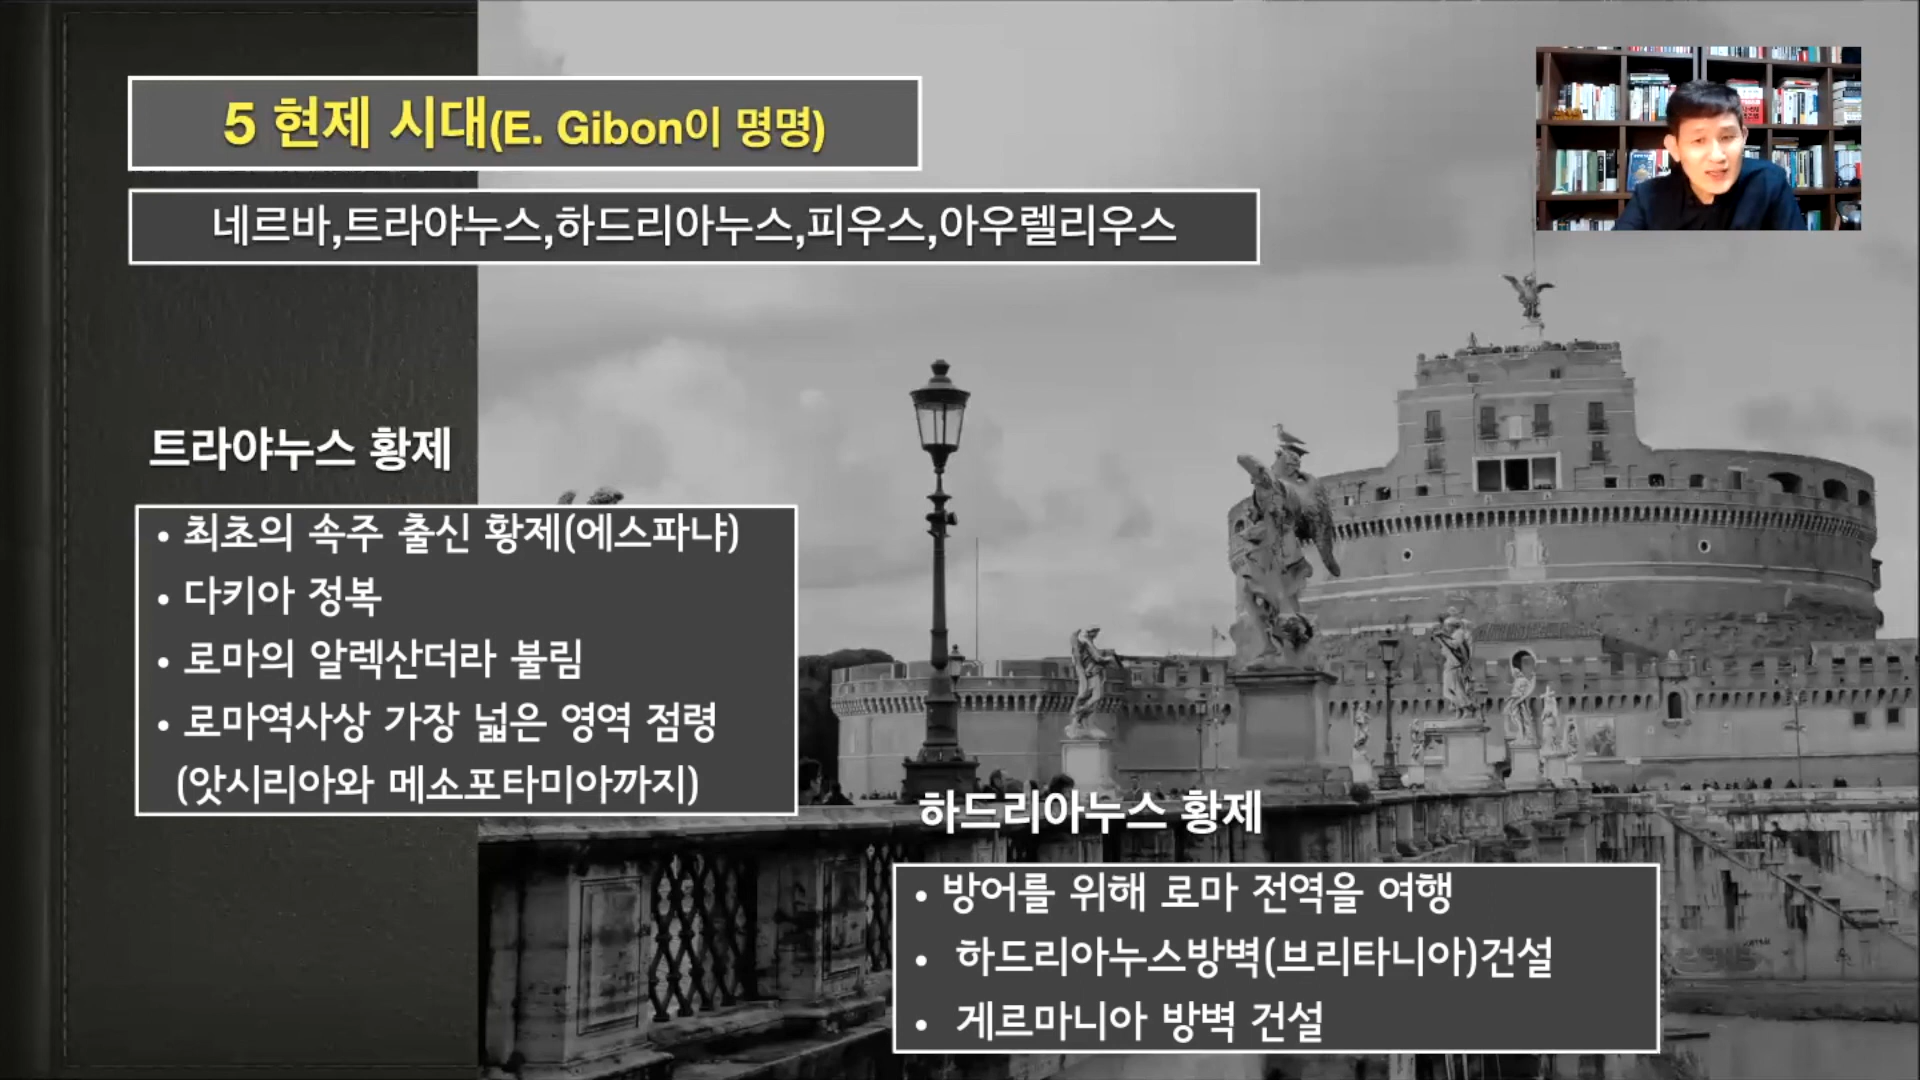 5 현제 시대(E. Gibon이 명명)
네르바,트라야누스,하드리아누스,피우스,아우렐리우스
트라야누스 황제
• 최초의 속주 출신 황제(에스파냐)
• 다키아 정복
• 로마의 알렉산더라 불림
• 로마역사상 가장 넓은 영역 점령
(앗시리아와 메소포타미아까지)
하드리아누스 황제
• 방어를 위해 로마 전역을 여행
• 하드리아누스방벽(브리타니아)건설
• 게르마니아 방벽 건설